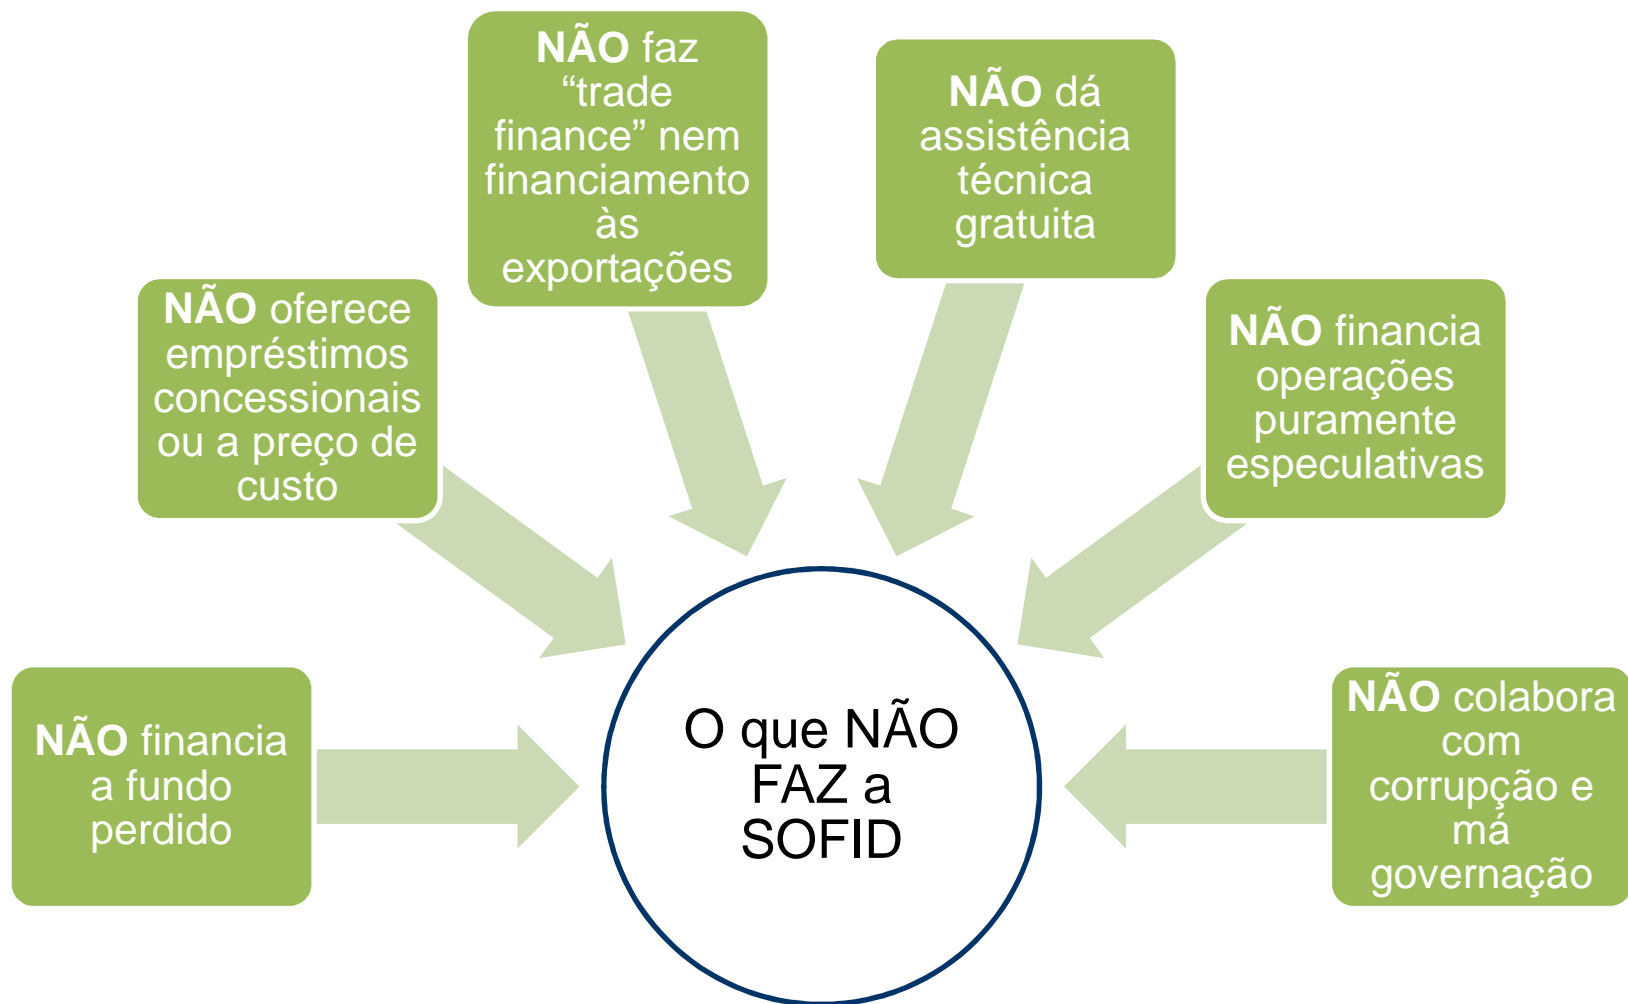 NÃO faz
“trade
finance” nem
financiamento
às
exportações
NÃO dá
assistência
técnica
gratuita
NÃO oferece
empréstimos
concessionais
ou a preço de
custo
NÃO financia
operações
puramente
especulativas
NÃO financia
a fundo
perdido
O que NÃO
FAZ a
SOFID
NÃO colabora
com
corrupção e
má
governação